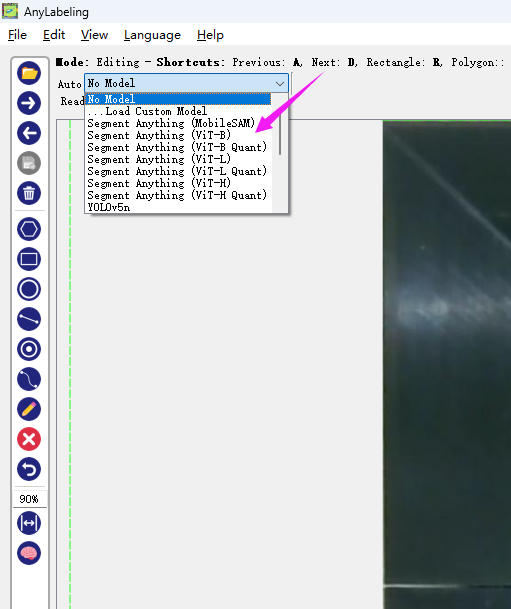 AnyLabeling
File Edit View Language Help
Mode: Editing - Shortcuts: Previous: A, Next: D, Rectangle: R, Polygon::
Auto No Model
Read
No Model
...Load Custom Model
Segment Anything (MobileSAM)
Segment Anything (ViT-B)
Segment Anything (ViT-B Quant)
Segment Anything (ViT-L)
Segment Anything (ViT-L Quant)
Segment Anything (ViT-H)
Segment Anything (ViT-H Quant)
YOLOv5n
90%